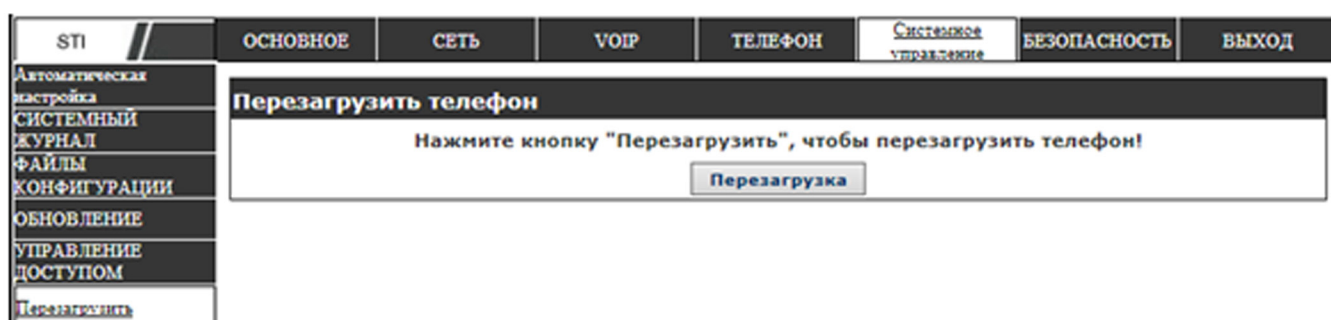 STI
ОСНОВНОЕ
СЕТЬ
VOIP
ТЕЛЕФОН
Системное
управление
БЕЗОПАСНОСТЬ
ВЫХОД
Автоматическая
настройка
СИСТЕМНЫЙ
ЖУРНАЛ
ФАЙЛЫ
КОНФИГУРАЦИИ
ОБНОВЛЕНИЕ
УПРАВЛЕНИЕ
ДОСТУПОМ
Перезагрузить
Перезагрузить телефон
Нажмите кнопку "Перезагрузить", чтобы перезагрузить телефон!
Перезагрузка